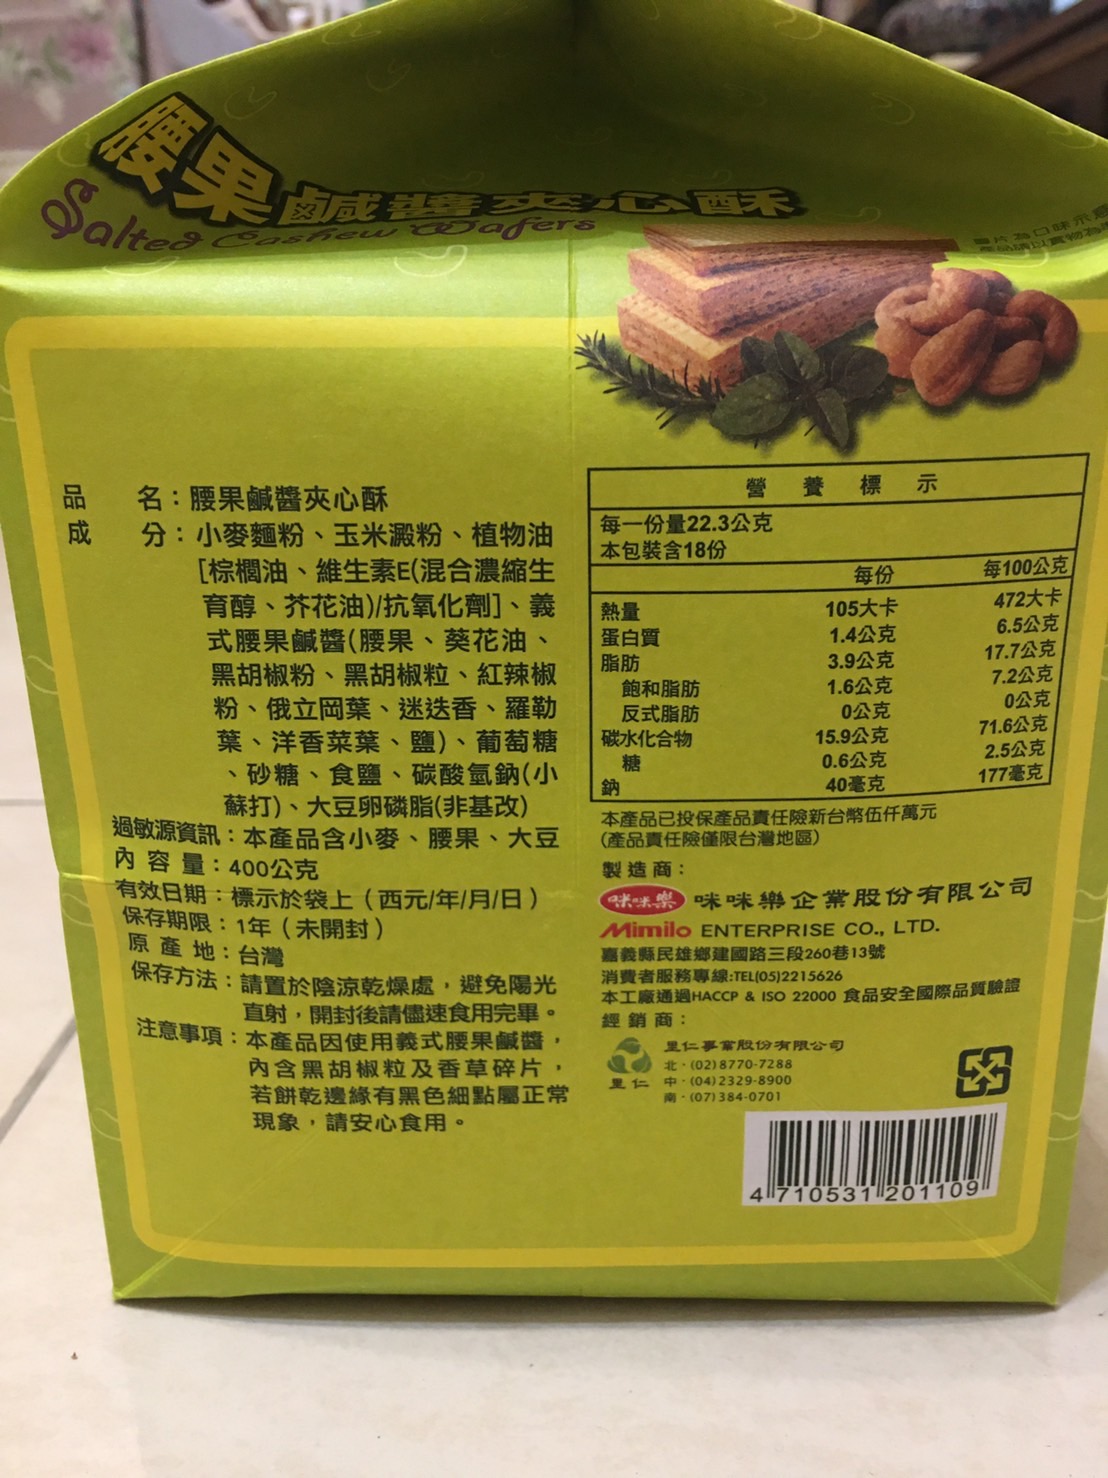 腰果鹹醬夾心酥
Salted Cashew Wafers
品　名：腰果鹹醬夾心酥
成　分：小麥麵粉、玉米澱粉、植物油
[棕櫚油、維生素E(混合濃縮生
育醇、芥花油)/抗氧化劑]、義
式腰果鹹醬(腰果、葵花油、
黑胡椒粉、黑胡椒粒、紅辣椒
粉、俄立岡葉、迷迭香、羅勒
葉、洋香菜葉、鹽)、葡萄糖
、砂糖、食鹽、碳酸氫鈉(小
蘇打)、大豆卵磷脂(非基改)
過敏源資訊：本產品含小麥、腰果、大豆
內容量：400公克
有效日期：標示於袋上（西元/年/月/日）
保存期限：1年（未開封）
原產地：台灣
保存方法：請置於陰涼乾燥處，避免陽光
直射，開封後請儘速食用完畢。
注意事項：本產品因使用義式腰果鹹醬，
內含黑胡椒粒及香草碎片，
若餅乾邊緣有黑色細點屬正常
現象，請安心食用。
營養標示
每一份量22.3公克
本包裝含18份
每份 每100公克
熱量 105大卡 472大卡
蛋白質 1.4公克 6.5公克
脂肪 3.9公克 17.7公克
飽和脂肪 1.6公克 7.2公克
反式脂肪 0公克 0公克
碳水化合物 15.9公克 71.6公克
糖 0.6公克 2.5公克
鈉 40毫克 177毫克
本產品已投保產品責任險新台幣伍仟萬元
(產品責任險僅限台灣地區)
製造商：
咪咪樂 咪咪樂企業股份有限公司
Mimilo ENTERPRISE CO., LTD.
嘉義縣民雄鄉建國路三段260巷13號
消費者服務專線:TEL(05)2215626
本工廠通過HACCP & ISO 22000 食品安全國際品質驗證
經銷商：
里仁事業股份有限公司
里仁
北‧(02)8770-7288
中‧(04)2329-8900
南‧(07)384-0701
4 710531 201109